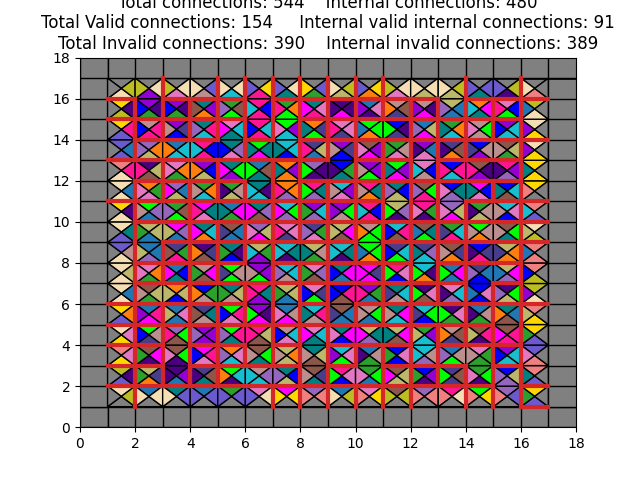 Total connections: 544    Internal connections: 480
Total Valid connections: 154     Internal valid internal connections: 91
Total Invalid connections: 390    Internal invalid connections: 389
18
16
14
12
10
8
6
4
2
0
0 2 4 6 8 10 12 14 16 18